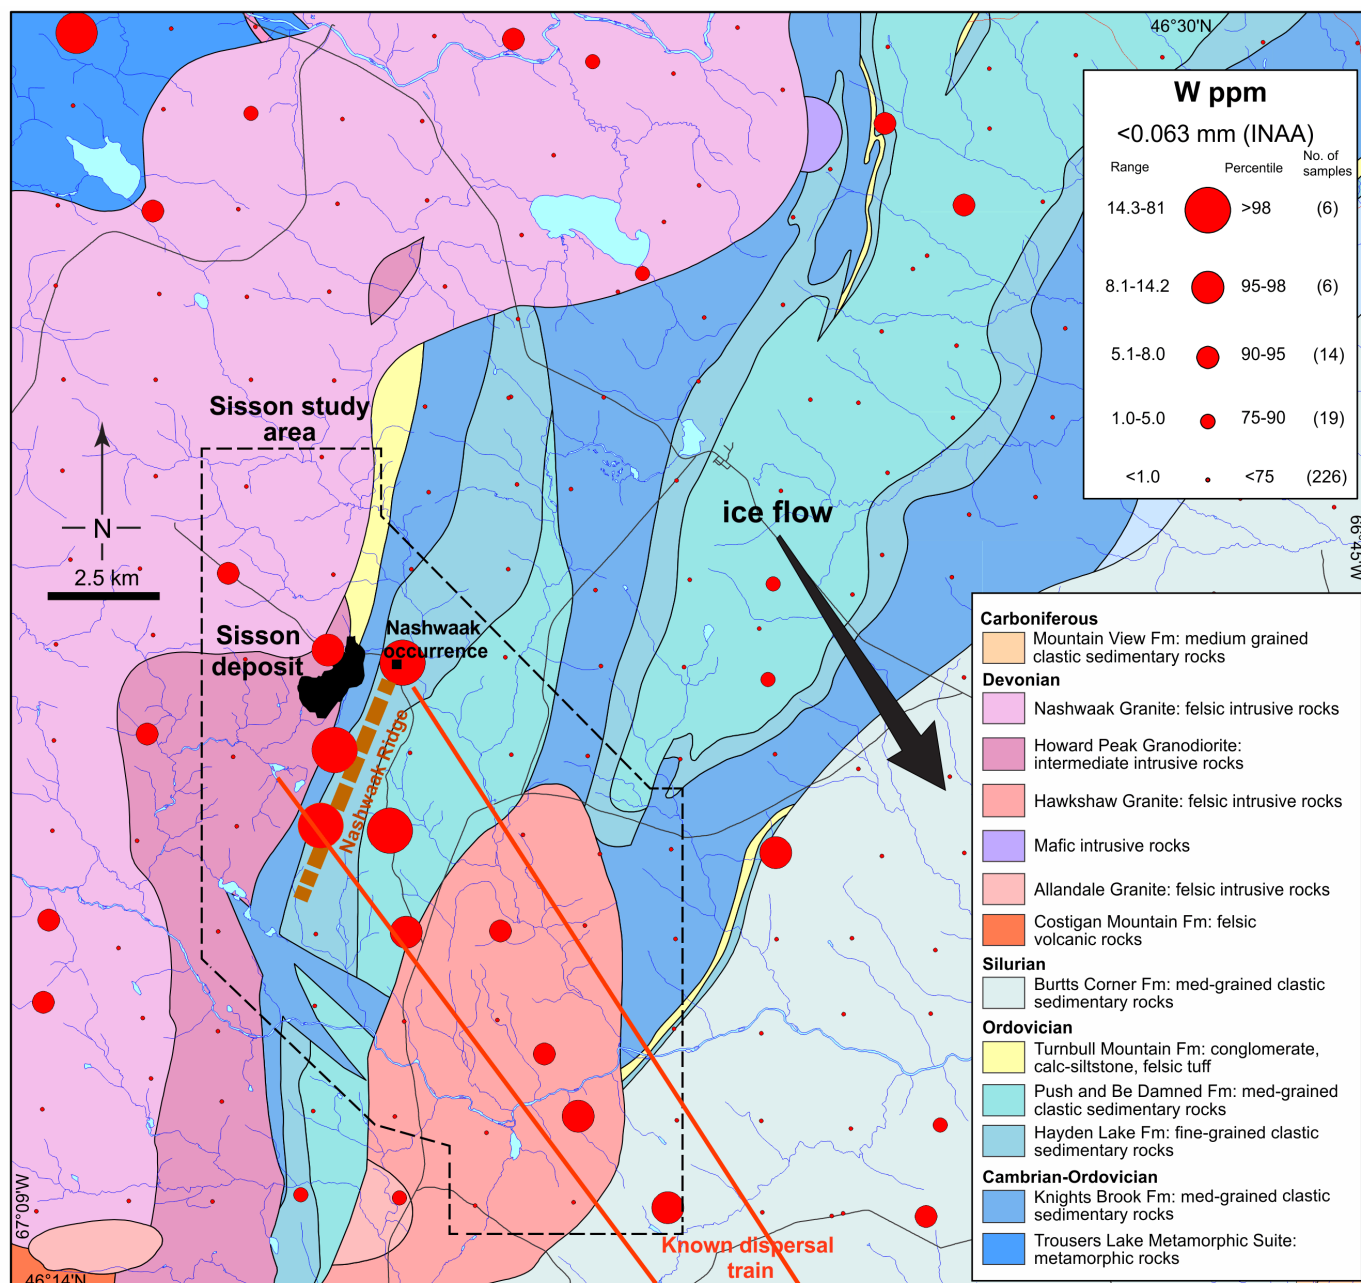 46°30'N
W ppm
<0.063 mm (INAA)
Range
Percentile
No. of
samples
14.3-81
>98
(6)
8.1-14.2
95-98
(6)
5.1-8.0
90-95
(14)
1.0-5.0
75-90
(19)
<1.0
<75
(226)
Sisson study
area
N
2.5 km
ice flow
66°45'W
Sisson
deposit
Nashwaak
occurrence
Nashwaak Ridge
Carboniferous
Mountain View Fm: medium grained
clastic sedimentary rocks
Devonian
Nashwaak Granite: felsic intrusive rocks
Howard Peak Granodiorite:
intermediate intrusive rocks
Hawkshaw Granite: felsic intrusive rocks
Mafic intrusive rocks
Allandale Granite: felsic intrusive rocks
Costigan Mountain Fm: felsic
volcanic rocks
Silurian
Burtts Corner Fm: med-grained clastic
sedimentary rocks
Ordovician
Turnbull Mountain Fm: conglomerate,
calc-siltstone, felsic tuff
Push and Be Damned Fm: med-grained
clastic sedimentary rocks
Hayden Lake Fm: fine-grained clastic
sedimentary rocks
Cambrian-Ordovician
Knights Brook Fm: med-grained clastic
sedimentary rocks
Trousers Lake Metamorphic Suite:
metamorphic rocks
67°09'W
46°14'N
Known dispersal
train